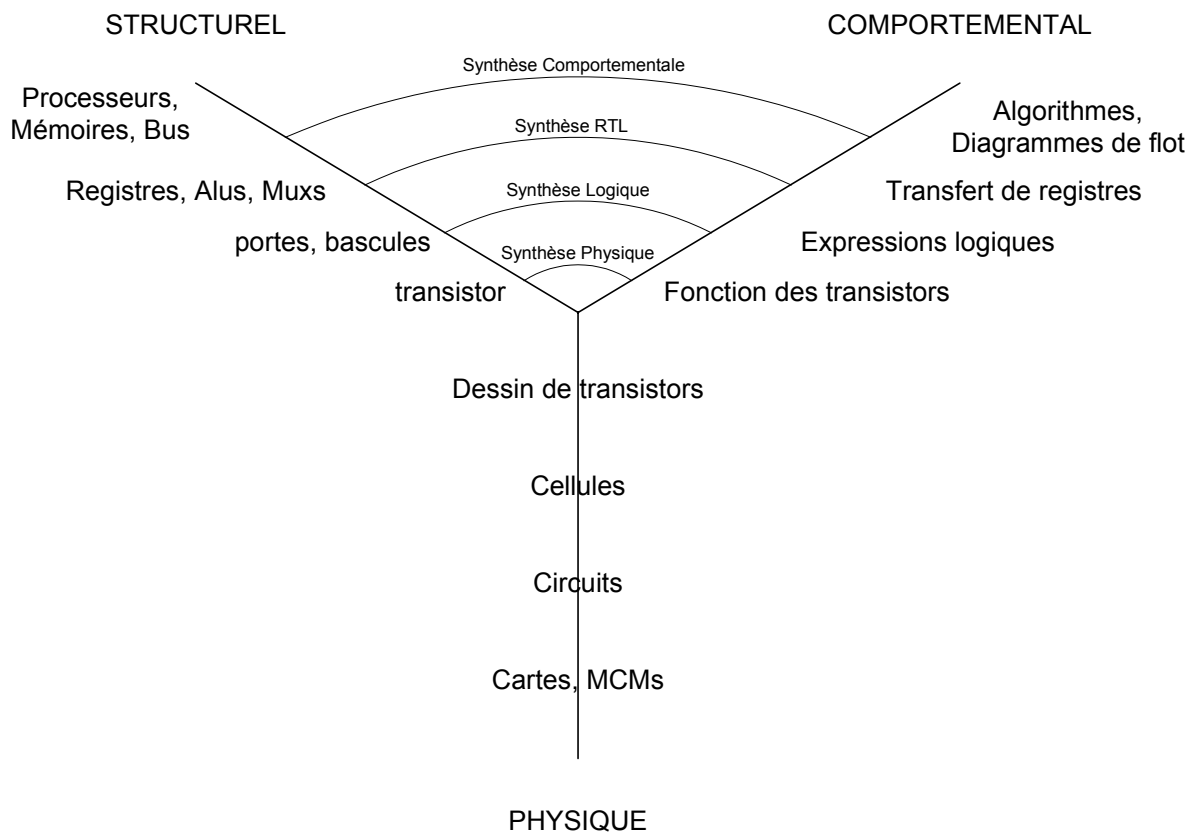 STRUCTUREL
COMPORTEMENTAL
Synthèse Comportementale
Processeurs,
Mémoires, Bus
Algorithmes,
Diagrammes de flot
Synthèse RTL
Registres, Alus, Muxs
Synthèse Logique
Transfert de registres
portes, bascules
Synthèse Physique
Expressions logiques
transistor
Fonction des transistors
Dessin de transistors
Cellules
Circuits
Cartes, MCMs
PHYSIQUE